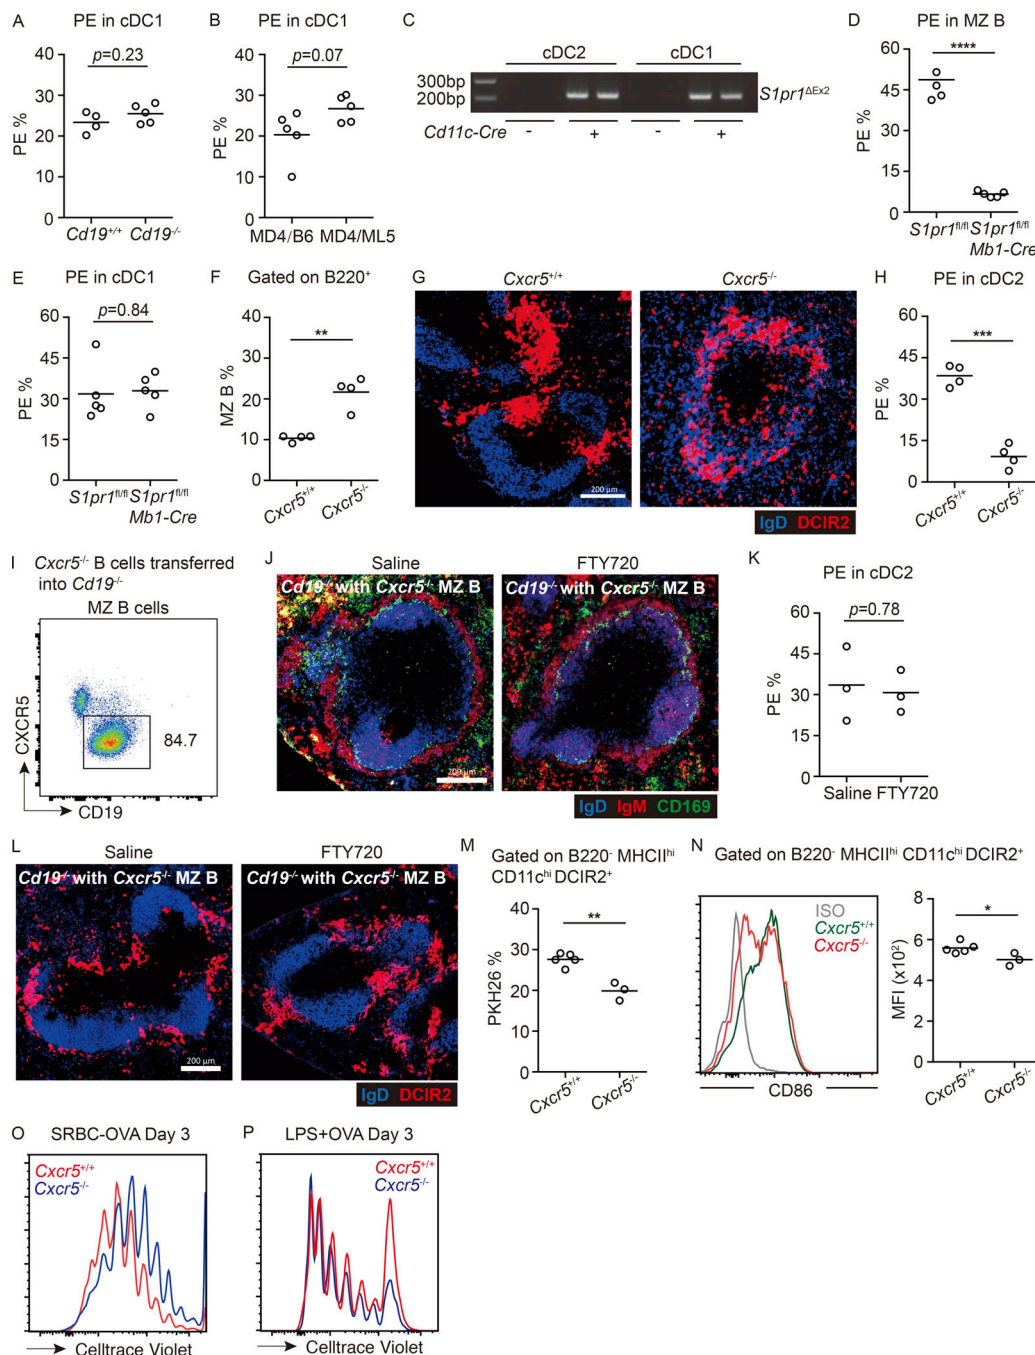 A PE in cDC1
PE %
40
30
20
10
0
p=0.23
Cd19+/+ Cd19-/-
B PE in cDC1
PE %
40
30
20
10
0
p=0.07
MD4/B6 MD4/ML5
C
cDC2 cDC1
300bp
200bp
S1pr1ΔEx2
Cd11c-Cre - + - +
D PE in MZ B
PE %
60
45
30
15
0
****
S1pr1fl/fl S1pr1fl/fl
Mb1-Cre
E PE in cDC1
PE %
60
45
30
15
0
p=0.84
S1pr1fl/fl S1pr1fl/fl
Mb1-Cre
F Gated on B220+
MZ B %
40
30
20
10
0
**
Cxcr5+/+
Cxcr5-/-
G Cxcr5+/+ Cxcr5-/-
200 µm
IgD DCIR2
H PE in cDC2
PE %
60
45
30
15
0
***
Cxcr5+/+
Cxcr5-/-
I Cxcr5-/- B cells transferred
into Cd19-/-
MZ B cells
CXCR5
84.7
CD19
J Saline FTY720
Cd19-/- with Cxcr5-/- MZ B
Cd19-/- with Cxcr5-/- MZ B
200 µm
IgD IgM CD169
K
PE in cDC2
PE %
60
45
30
15
0
p=0.78
Saline FTY720
L Saline FTY720
Cd19-/- with Cxcr5-/- MZ B
Cd19-/- with Cxcr5-/- MZ B
200 µm
IgD DCIR2
M Gated on B220- MHCIIhi
CD11chi DCIR2+
PKH26 %
40
30
20
10
0
**
Cxcr5+/+
Cxcr5-/-
N Gated on B220- MHCIIhi CD11chi DCIR2+
ISO
Cxcr5+/+
Cxcr5-/-
CD86
MFI (x102)
8
6
4
2
0
*
Cxcr5+/+
Cxcr5-/-
O SRBC-OVA Day 3
Cxcr5+/+
Cxcr5-/-
Celltrace Violet
P LPS+OVA Day 3
Cxcr5+/+
Cxcr5-/-
Celltrace Violet